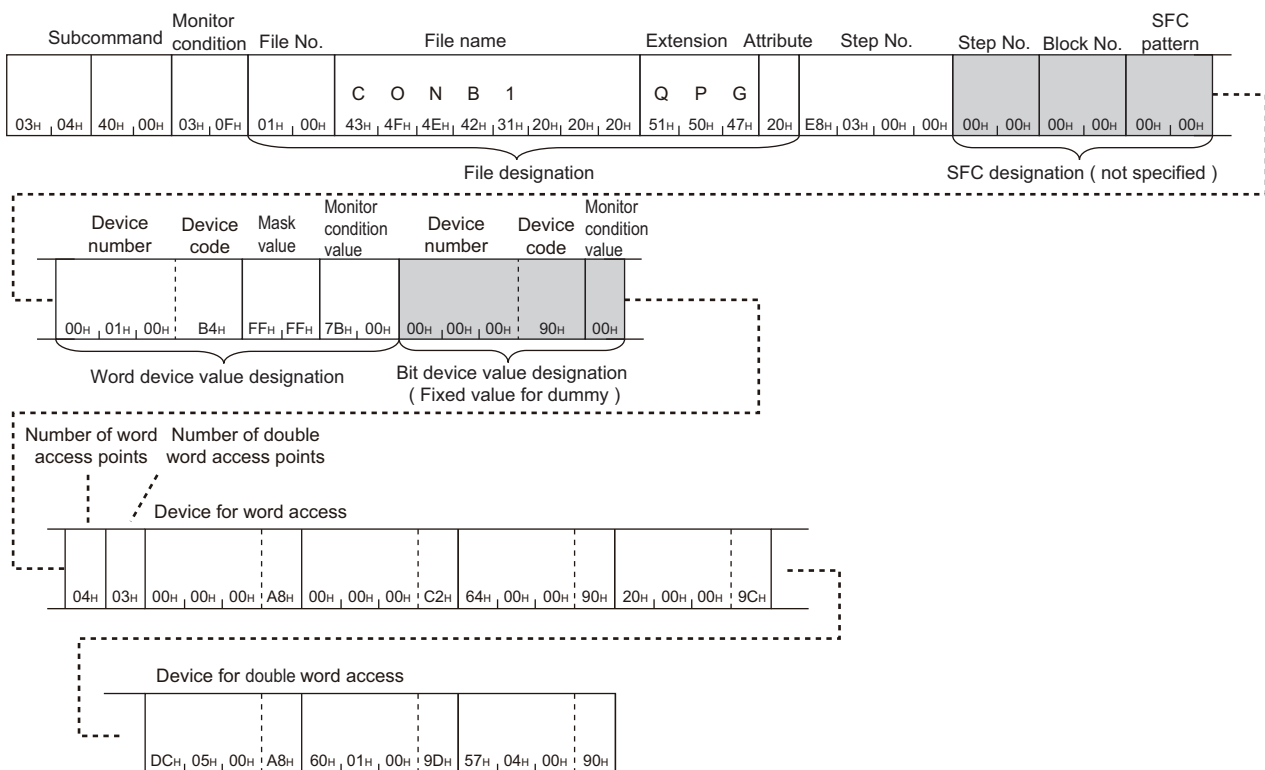 Subcommand Monitor condition File No. File name Extension Attribute Step No. Step No. Block No. SFC pattern
C O N B 1 Q P G
03H 04H 40H 00H 03H 0FH 01H 00H 43H 4FH 4EH 42H 31H 20H 20H 20H 51H 50H 47H 20H E8H 03H 00H 00H 00H 00H 00H 00H 00H 00H
File designation SFC designation ( not specified )
Device number Device code Mask value Monitor condition value Device number Device code Monitor condition value
00H 01H 00H B4H FFH FFH 7BH 00H 00H 00H 00H 90H 00H
Word device value designation Bit device value designation
( Fixed value for dummy )
Number of word access points Number of double word access points
Device for word access
04H 03H 00H 00H 00H A8H 00H 00H 00H C2H 64H 00H 00H 90H 20H 00H 00H 9CH
Device for double word access
DCH 05H 00H A8H 60H 01H 00H 9DH 57H 04H 00H 90H